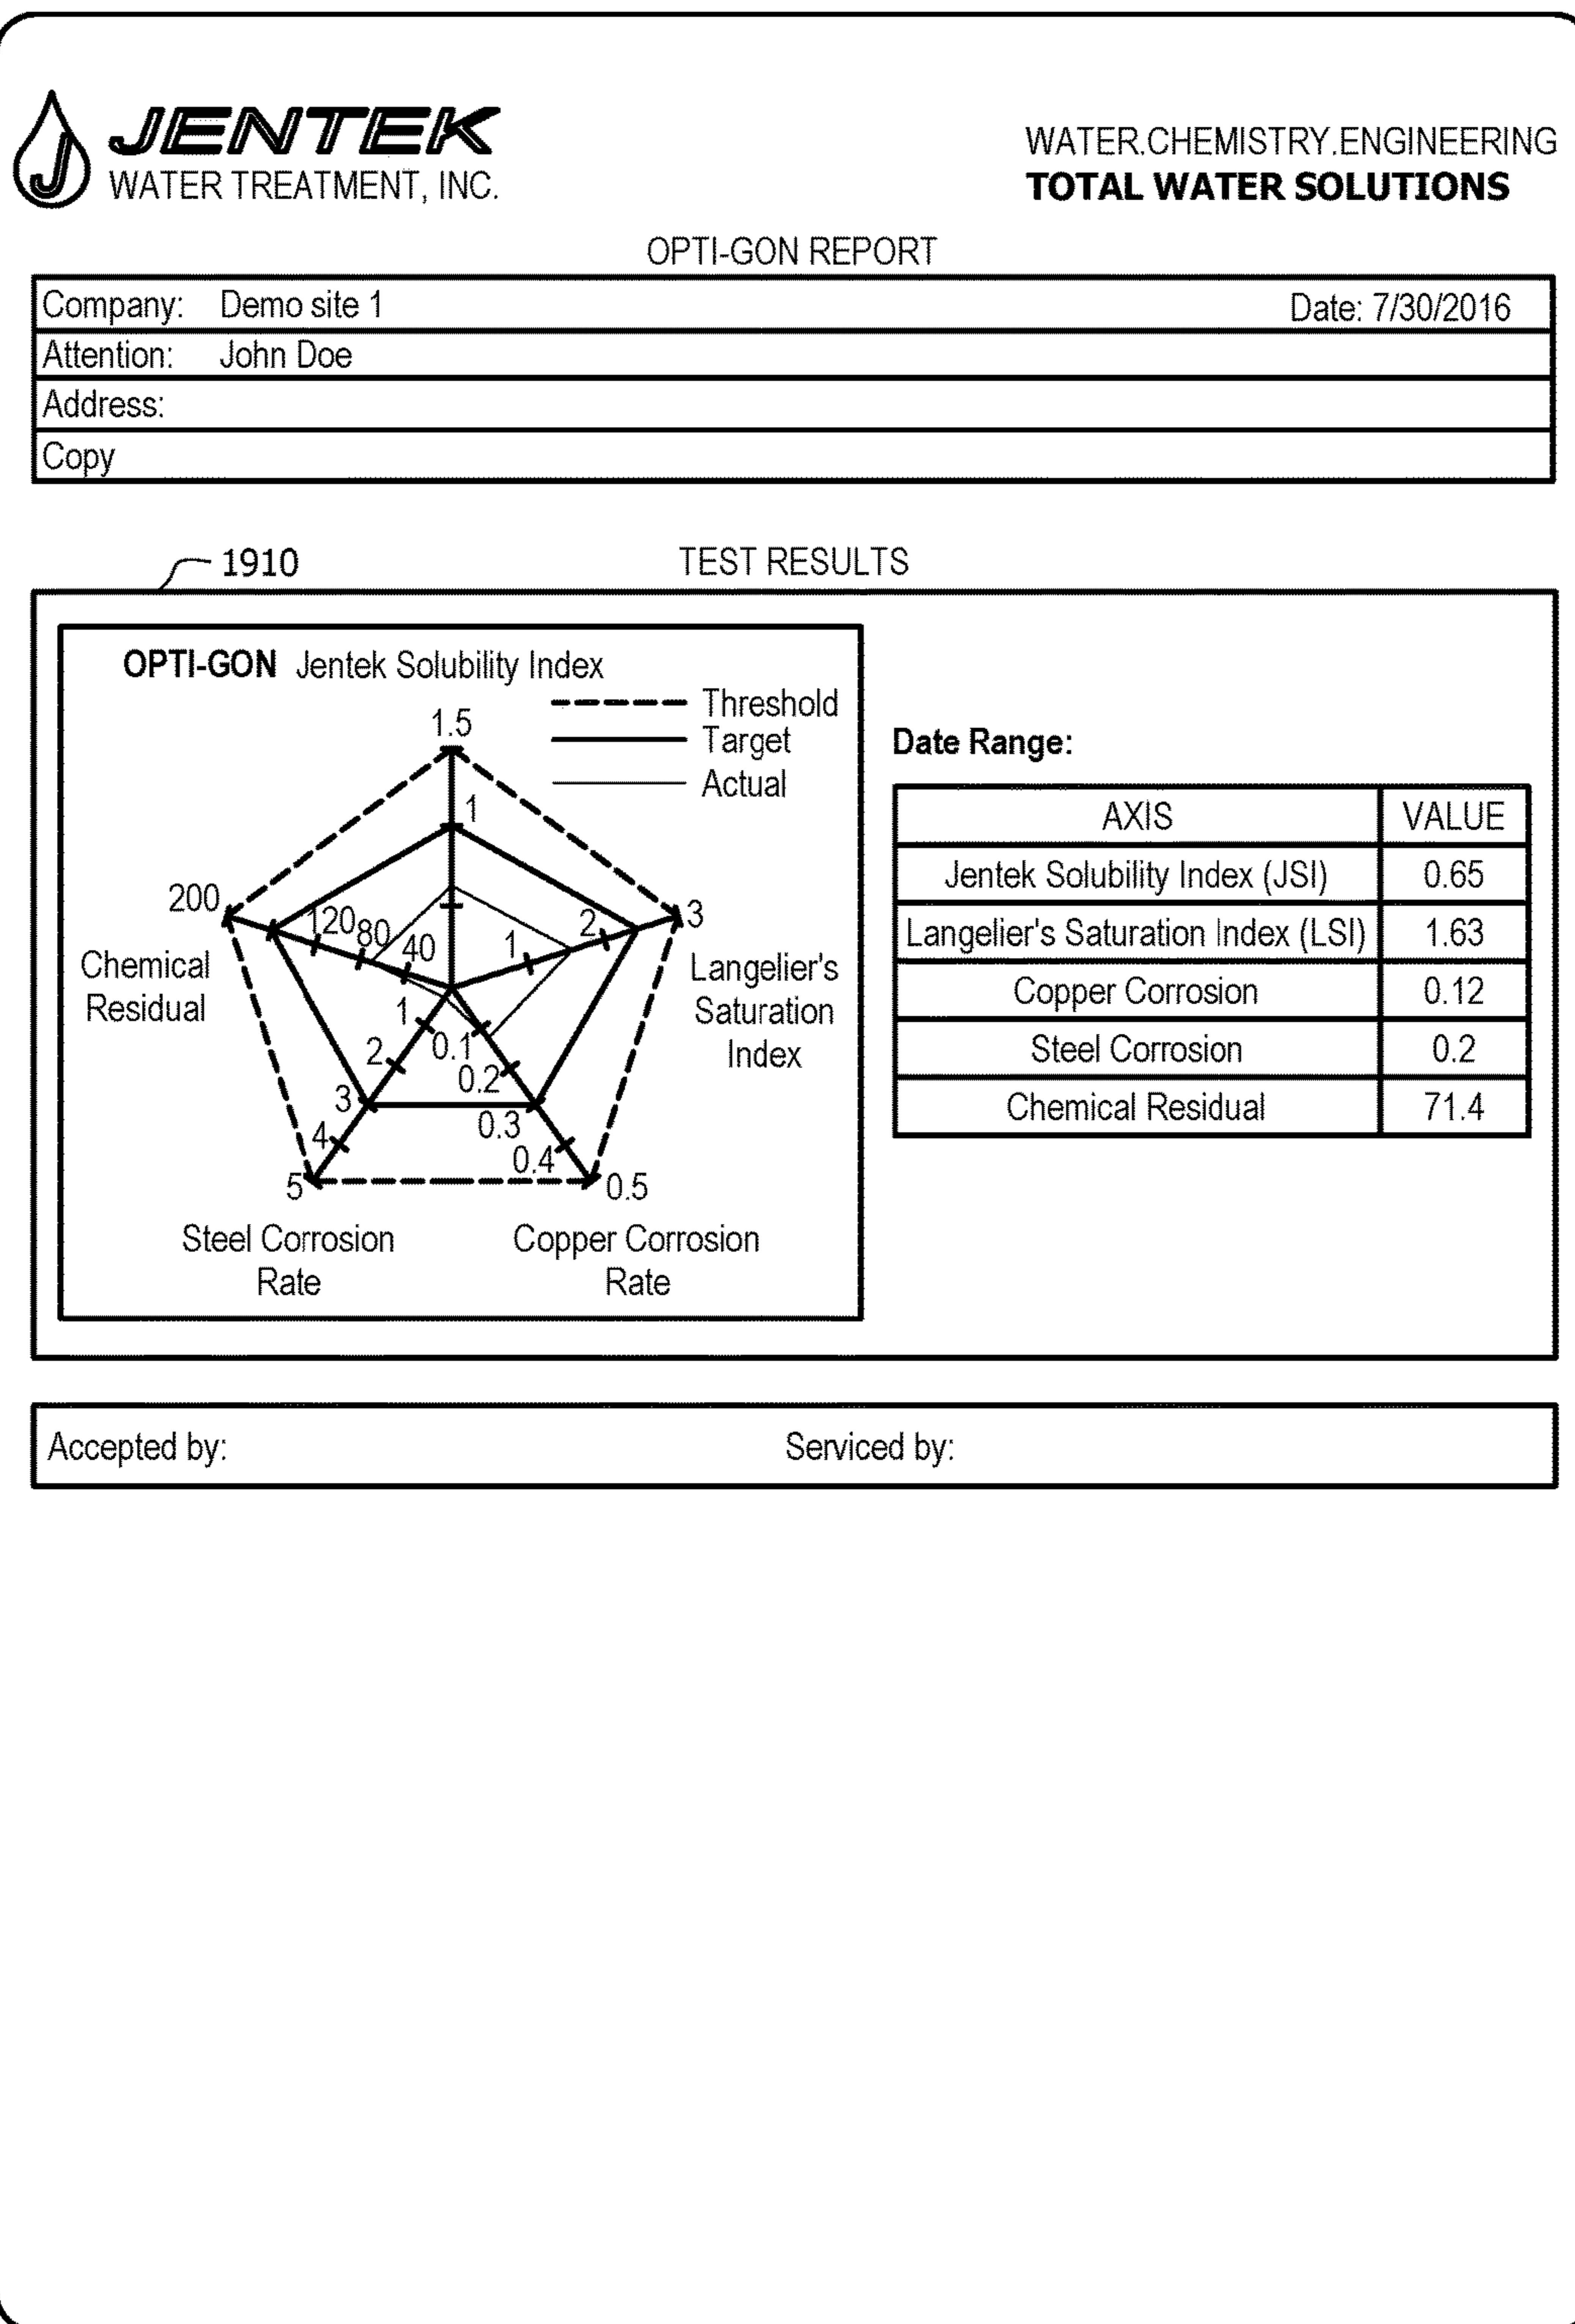 JENTEK
WATER TREATMENT, INC.
WATER.CHEMISTRY.ENGINEERING
TOTAL WATER SOLUTIONS
OPTI-GON REPORT
Company: Demo site 1 Date: 7/30/2016
Attention: John Doe
Address:
Copy
1910
TEST RESULTS
OPTI-GON Jentek Solubility Index
Threshold
Target
Actual
1.5
1
200
120
80
40
1
2
3
Chemical
Residual
Langelier's
Saturation
Index
1
2
3
4
5
0.1
0.2
0.3
0.4
0.5
Steel Corrosion
Rate
Copper Corrosion
Rate
Date Range:
AXIS VALUE
Jentek Solubility Index (JSI) 0.65
Langelier's Saturation Index (LSI) 1.63
Copper Corrosion 0.12
Steel Corrosion 0.2
Chemical Residual 71.4
Accepted by: Serviced by: